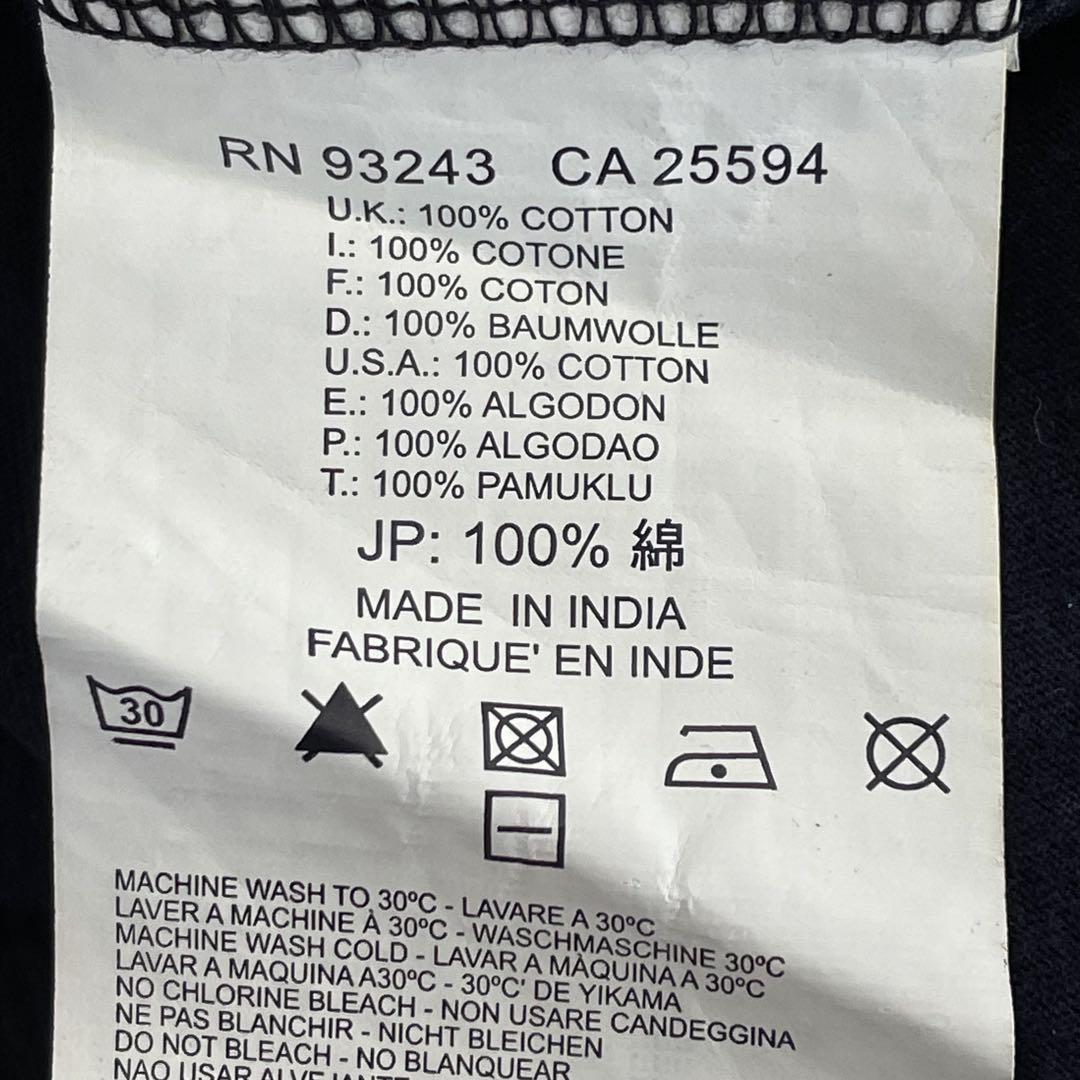 RN 93243 CA 25594
U.K.: 100% COTTON
I.: 100% COTONE
F.: 100% COTON
D.: 100% BAUMWOLLE
U.S.A.: 100% COTTON
E.: 100% ALGODON
P.: 100% ALGODAO
T.: 100% PAMUKLU
JP: 100% 綿
MADE IN INDIA
FABRIQUE' EN INDE
30
MACHINE WASH TO 30ºC - LAVARE A 30ºC
LAVER A MACHINE À 30ºC - WASCHMASCHINE 30ºC
MACHINE WASH COLD - LAVAR A MÀQUINA A 30ºC
LAVAR A MAQUINA A30ºC - 30ºC' DE YIKAMA
NO CHLORINE BLEACH - NON USARE CANDEGGINA
NE PAS BLANCHIR - NICHT BLEICHEN
DO NOT BLEACH - NO BLANQUEAR
NAO USAR ALVEJANTE